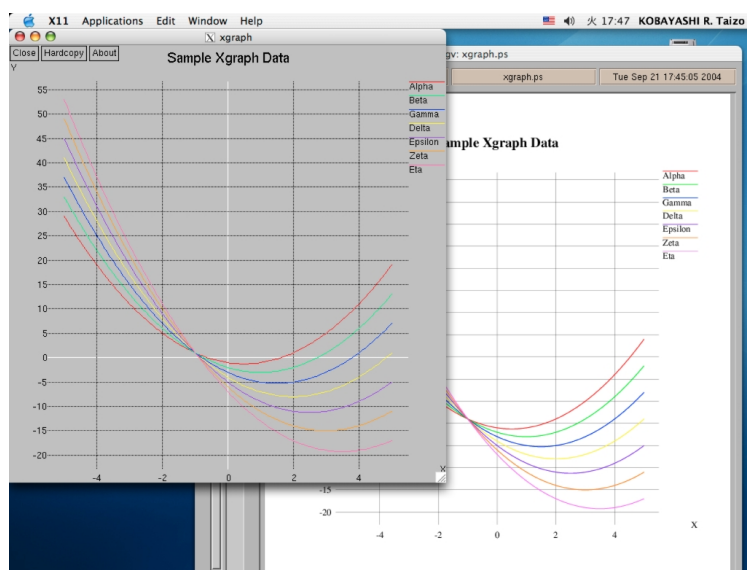 X11 Applications Edit Window Help
火 17:47 KOBAYASHI R. Taizo
X xgraph
Close Hardcopy About
Sample Xgraph Data
Y
55
50
45
40
35
30
25
20
15
10
5
0
-5
-10
-15
-20
-4 -2 0 2 4
X
Alpha
Beta
Gamma
Delta
Epsilon
Zeta
Eta
gv: xgraph.ps
xgraph.ps Tue Sep 21 17:45:05 2004
ample Xgraph Data
Alpha
Beta
Gamma
Delta
Epsilon
Zeta
Eta
-15
-20
-4 -2 0 2 4
X